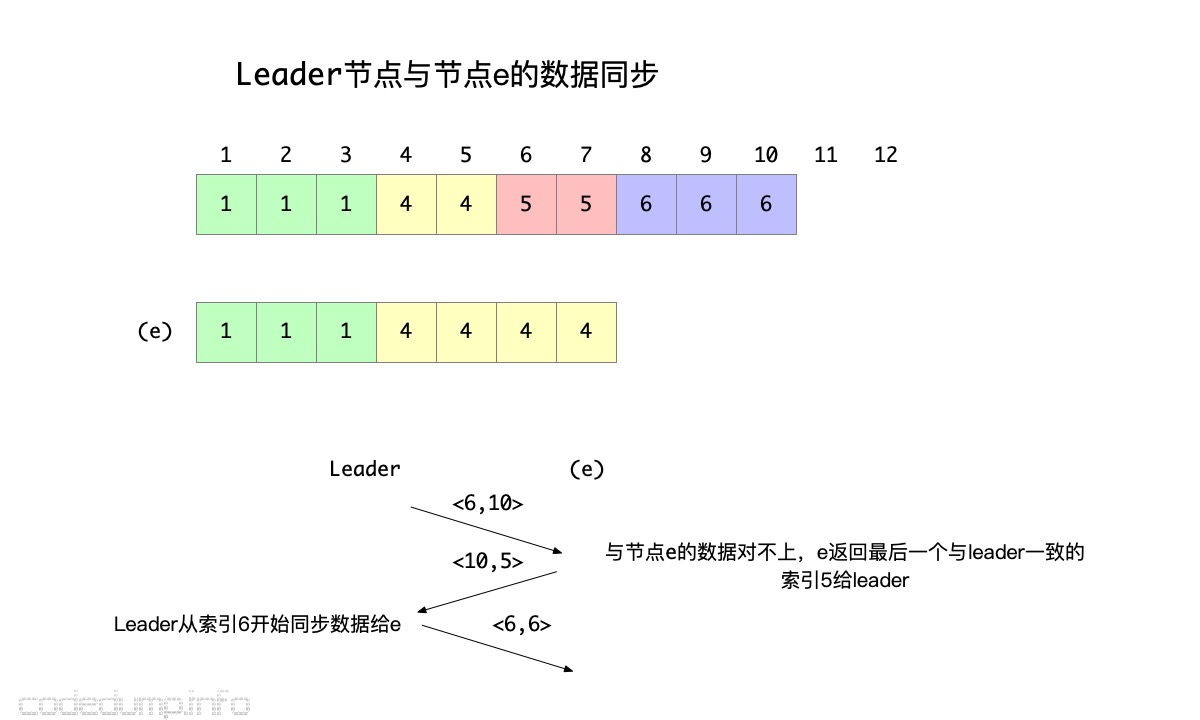 Leader节点与节点e的数据同步
1 2 3 4 5 6 7 8 9 10 11 12
1 1 1 4 4 5 5 6 6 6
(e) 1 1 1 4 4 4 4
Leader (e)
<6,10>
与节点e的数据对不上，e返回最后一个与leader一致的
索引5给leader
<10,5>
Leader从索引6开始同步数据给e
<6,6>
codedump.info